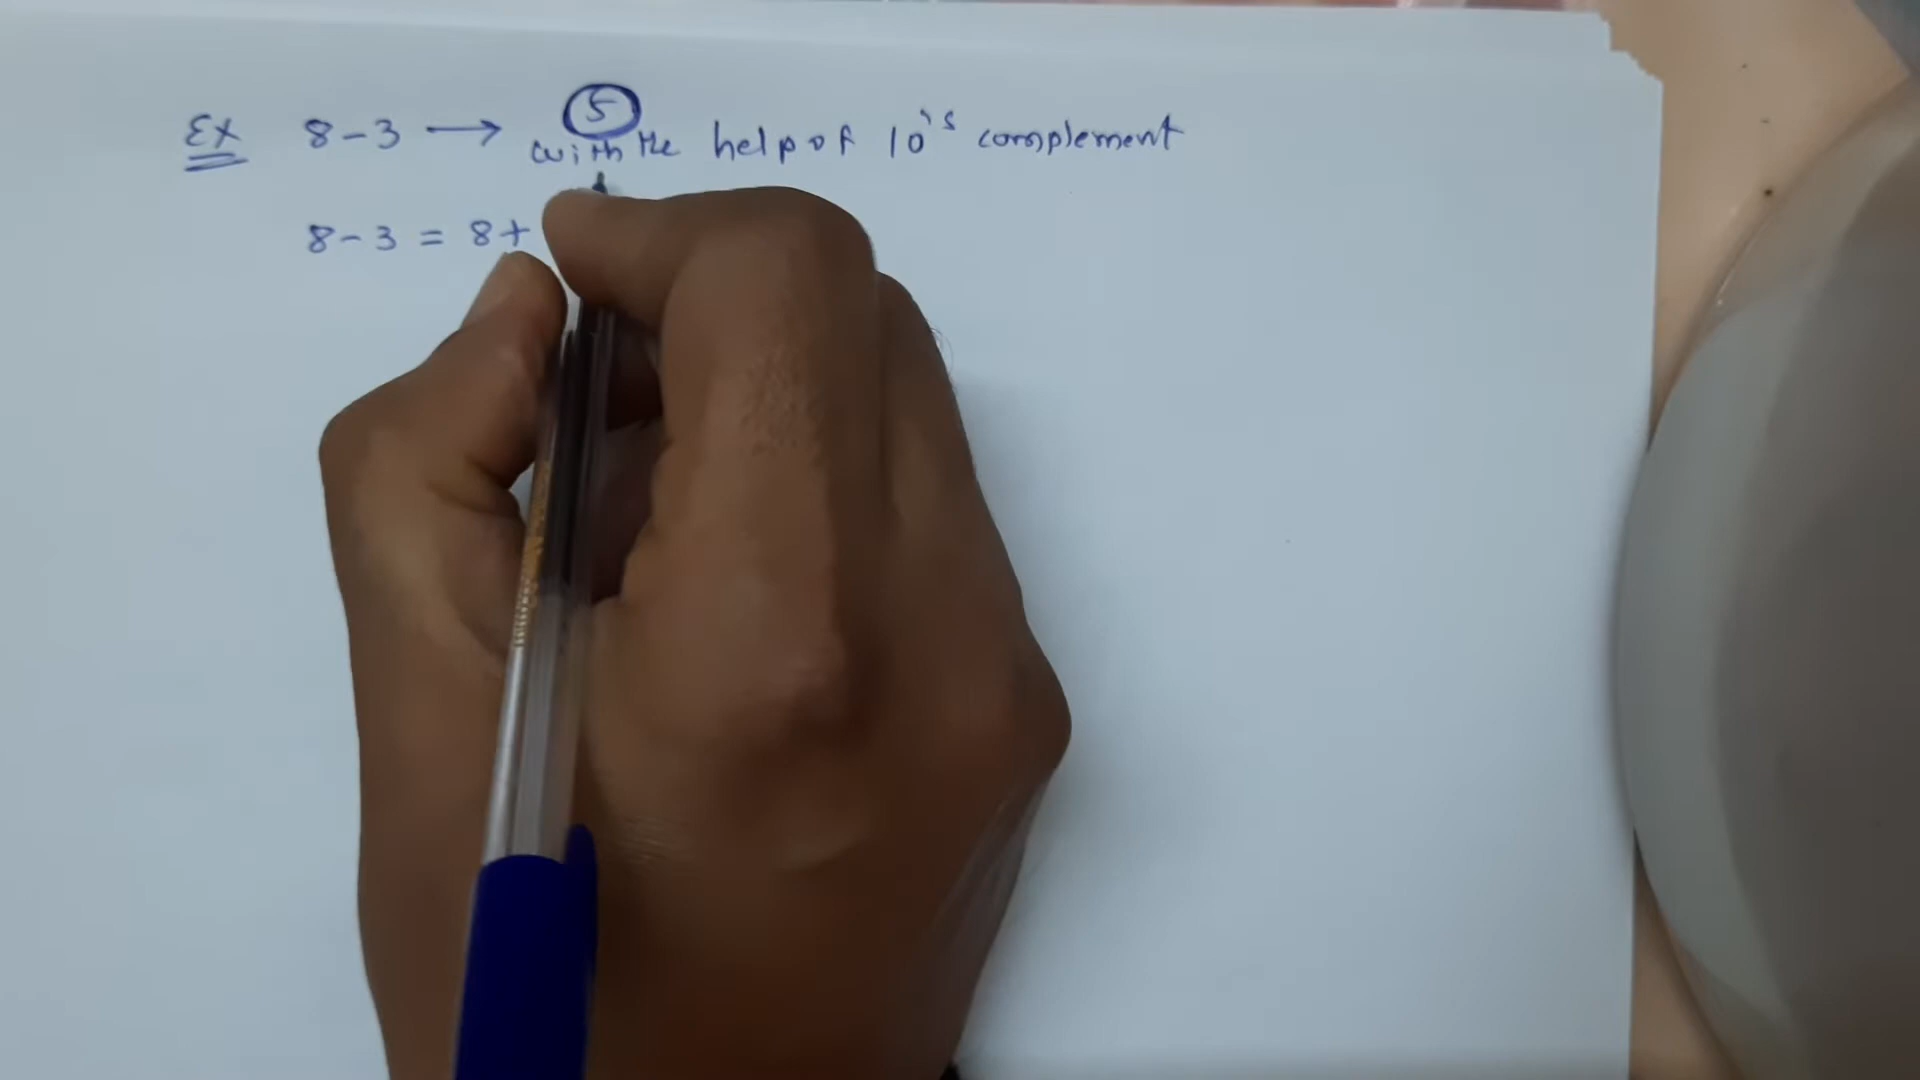 Ex 8-3 → 5
with the help of 10's complement
8-3 = 8+